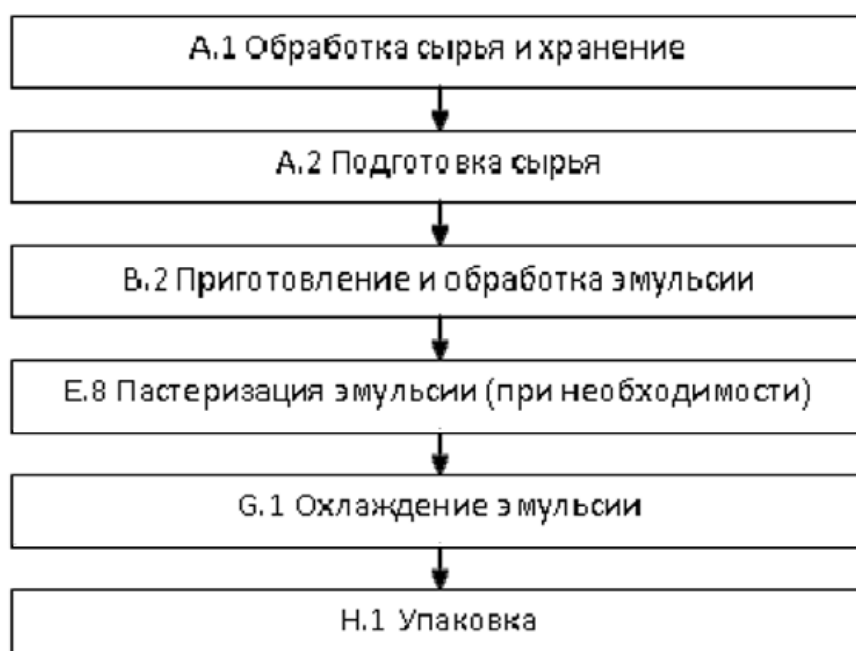 A.1 Обработка сырья и хранение
A.2 Подготовка сырья
B.2 Приготовление и обработка эмульсии
E.8 Пастеризация эмульсии (при необходимости)
G.1 Охлаждение эмульсии
H.1 Упаковка